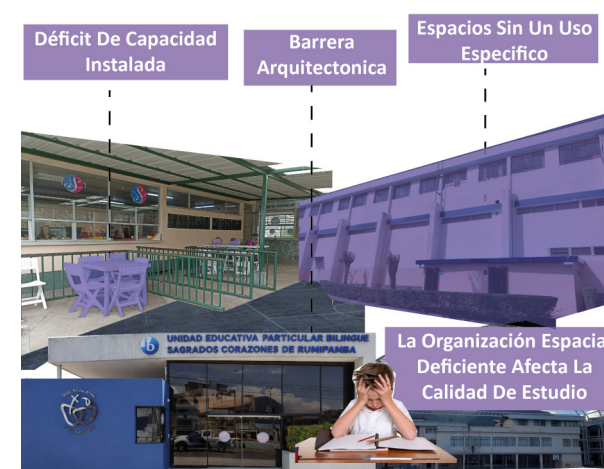 Déficit De Capacidad
Instalada
Barrera
Arquitectonica
Espacios Sin Un Uso
Especifico
UNIDAD EDUCATIVA PARTICULAR BILINGUE
SAGRADOS CORAZONES DE RUMIPAMBA
La Organización Espacia
Deficiente Afecta La
Calidad De Estudio